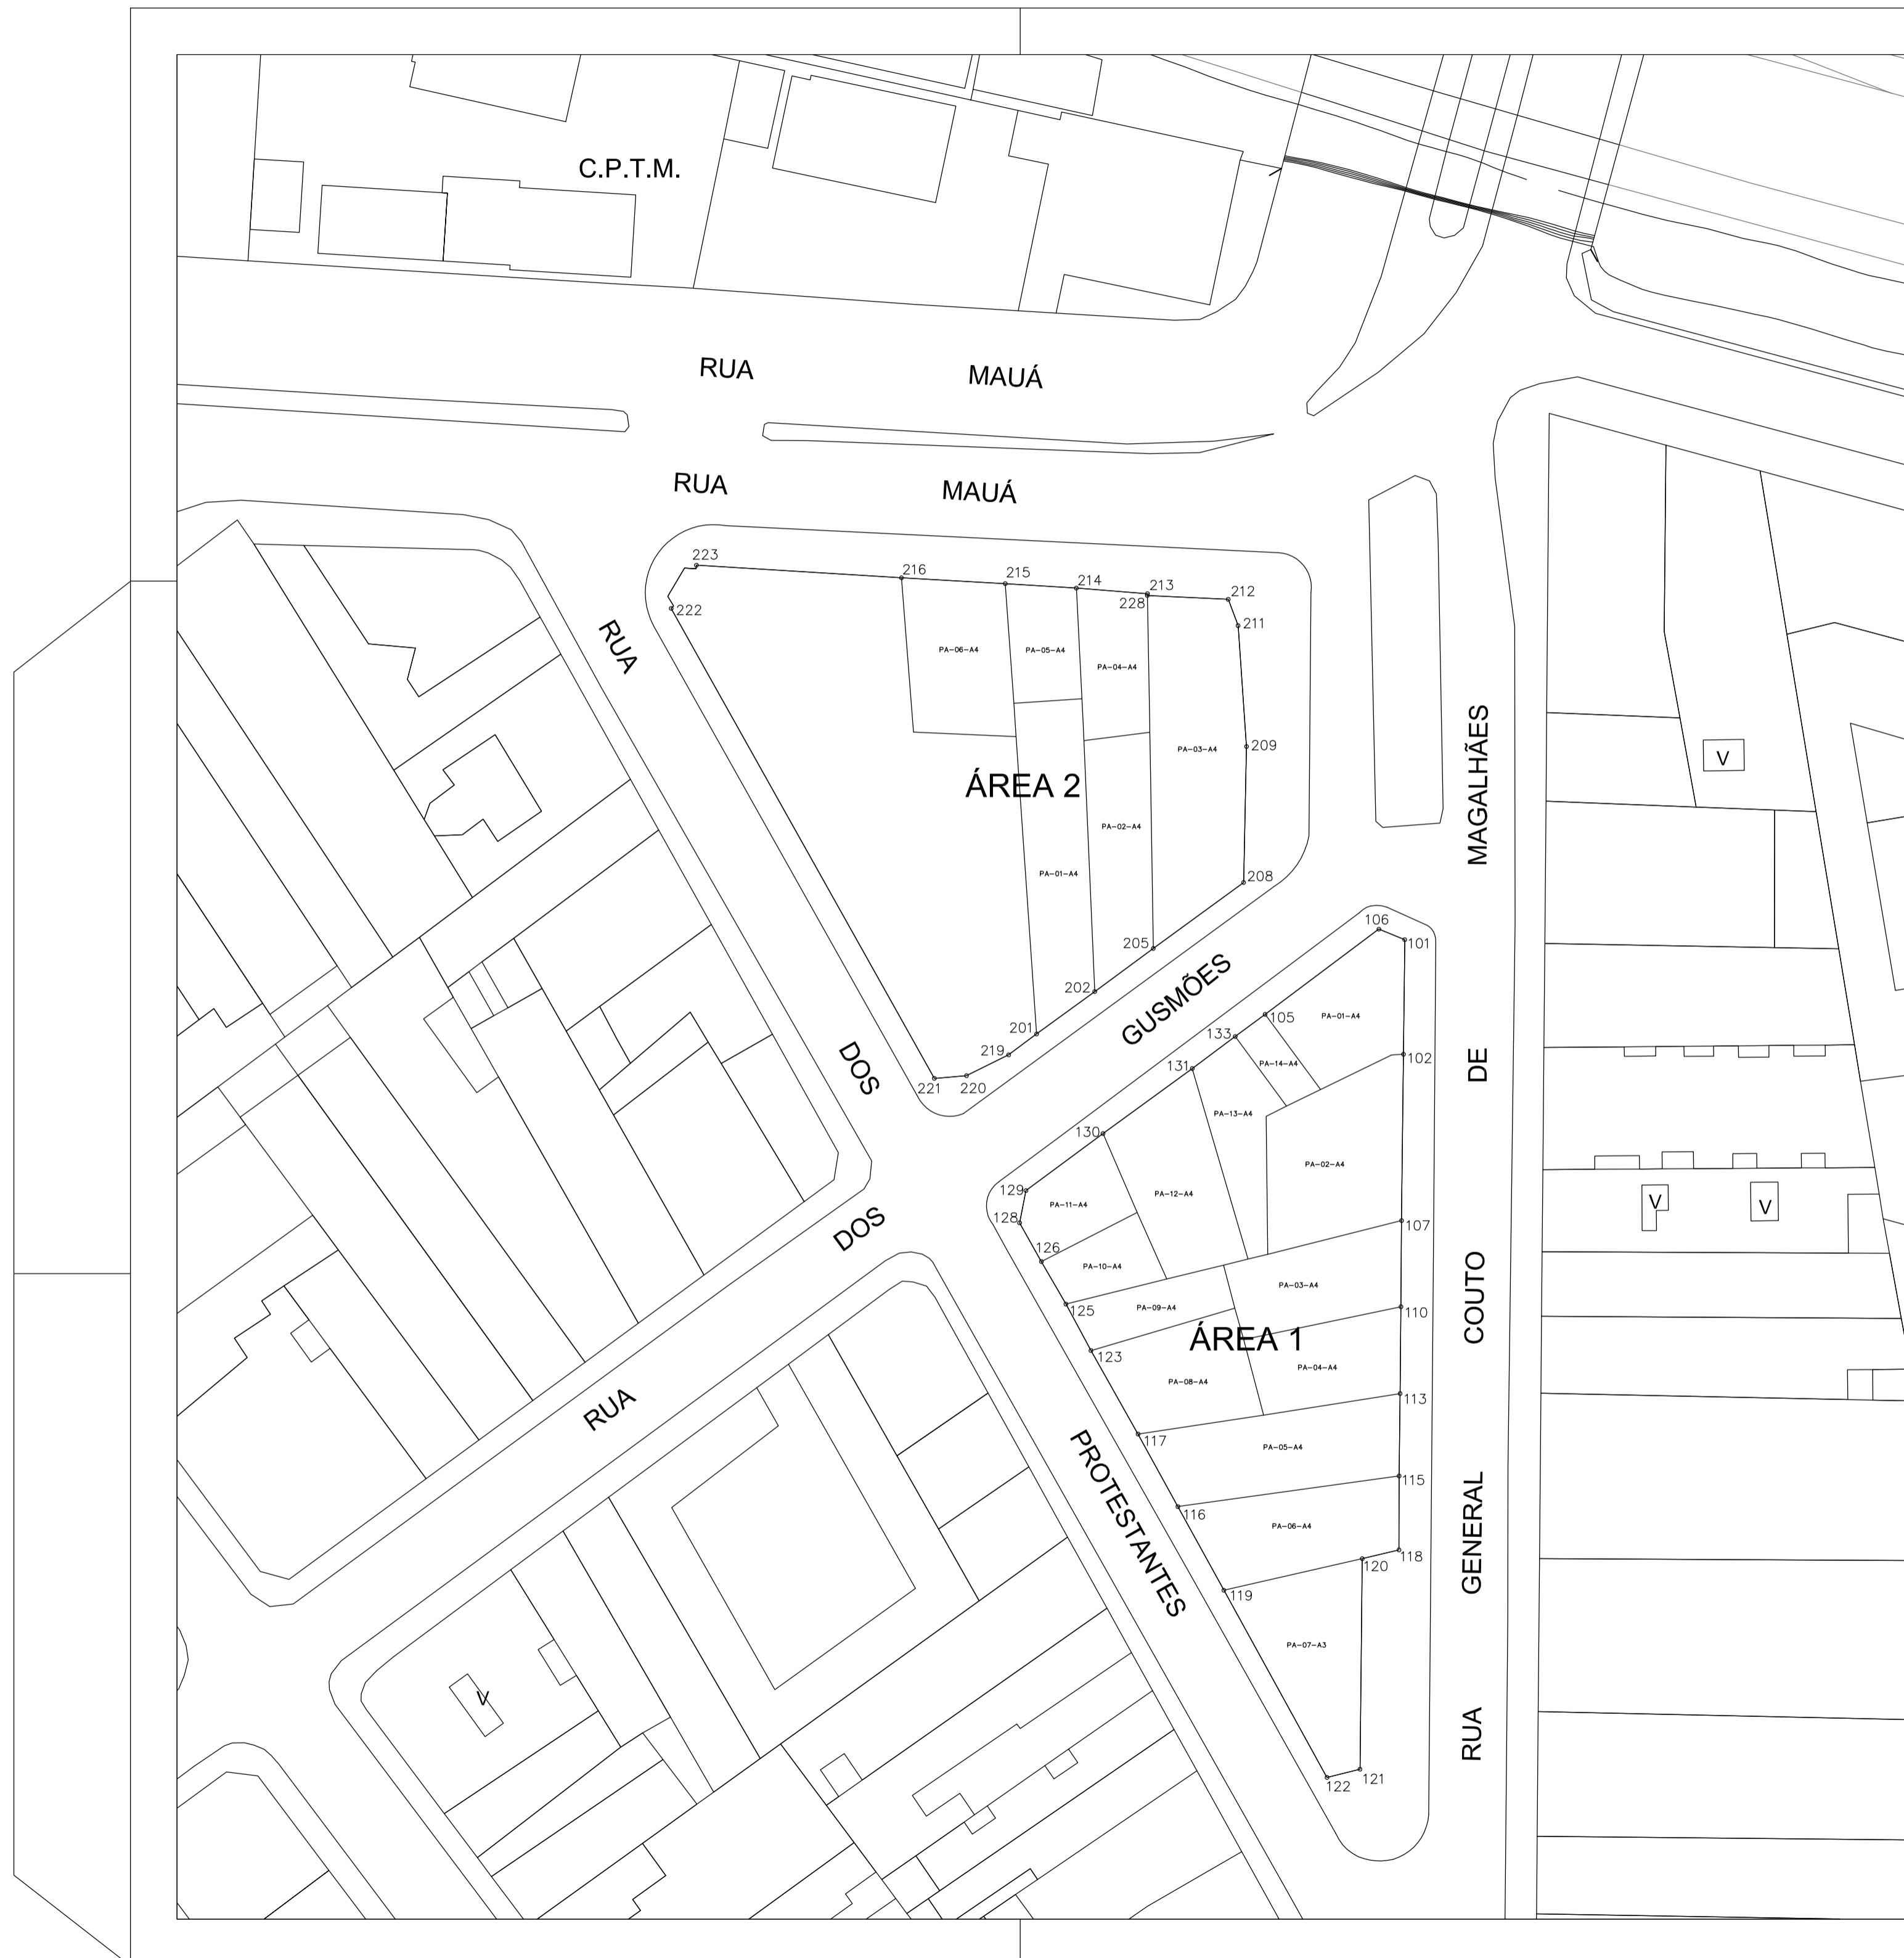 C.P.T.M.
RUA MAUÁ
RUA MAUÁ
223
216
215
214
213
228
212
222
211
RUA
PA-06-A4
PA-05-A4
PA-04-A4
PA-03-A4
209
ÁREA 2
MAGALHÃES
V
PA-02-A4
PA-01-A4
208
205
106
101
202
GUSMÕES
201
219
105
PA-01-A4
133
DOS
221
220
131
PA-14-A4
102
DE
PA-13-A4
130
PA-02-A4
129
PA-11-A4
PA-12-A4
V
V
128
107
DOS
126
PA-10-A4
PA-03-A4
COUTO
125
PA-09-A4
110
ÁREA 1
123
PA-04-A4
PA-08-A4
113
RUA
117
PA-05-A4
PROTESTANTES
115
116
PA-06-A4
GENERAL
118
120
119
PA-07-A3
V
RUA
121
122